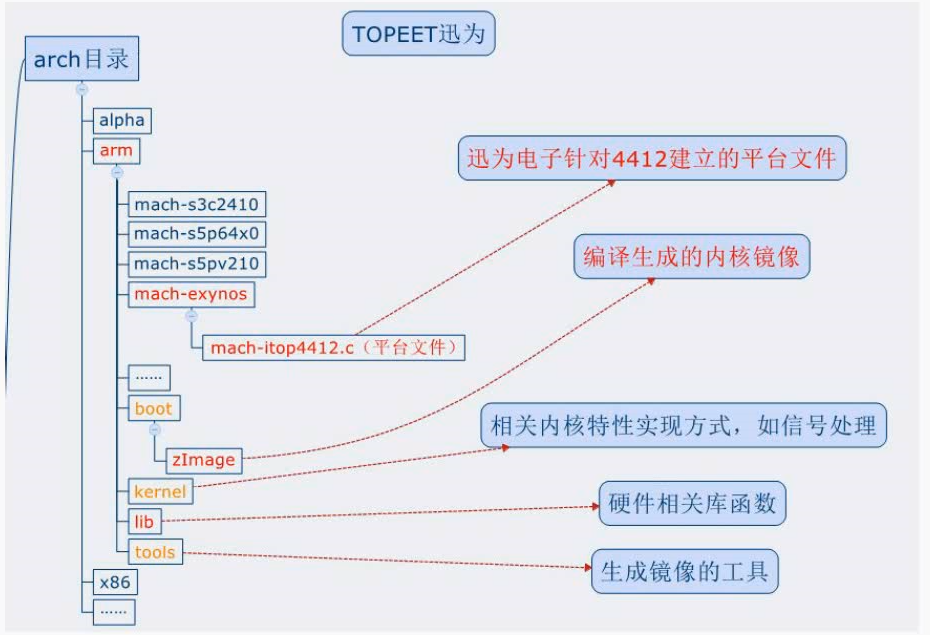 TOPEET迅为
arch目录
alpha
arm
迅为电子针对4412建立的平台文件
mach-s3c2410
mach-s5p64x0
mach-s5pv210
编译生成的内核镜像
mach-exynos
mach-itop4412.c（平台文件）
……
boot
相关内核特性实现方式，如信号处理
zImage
kernel
硬件相关库函数
lib
tools
生成镜像的工具
x86
……